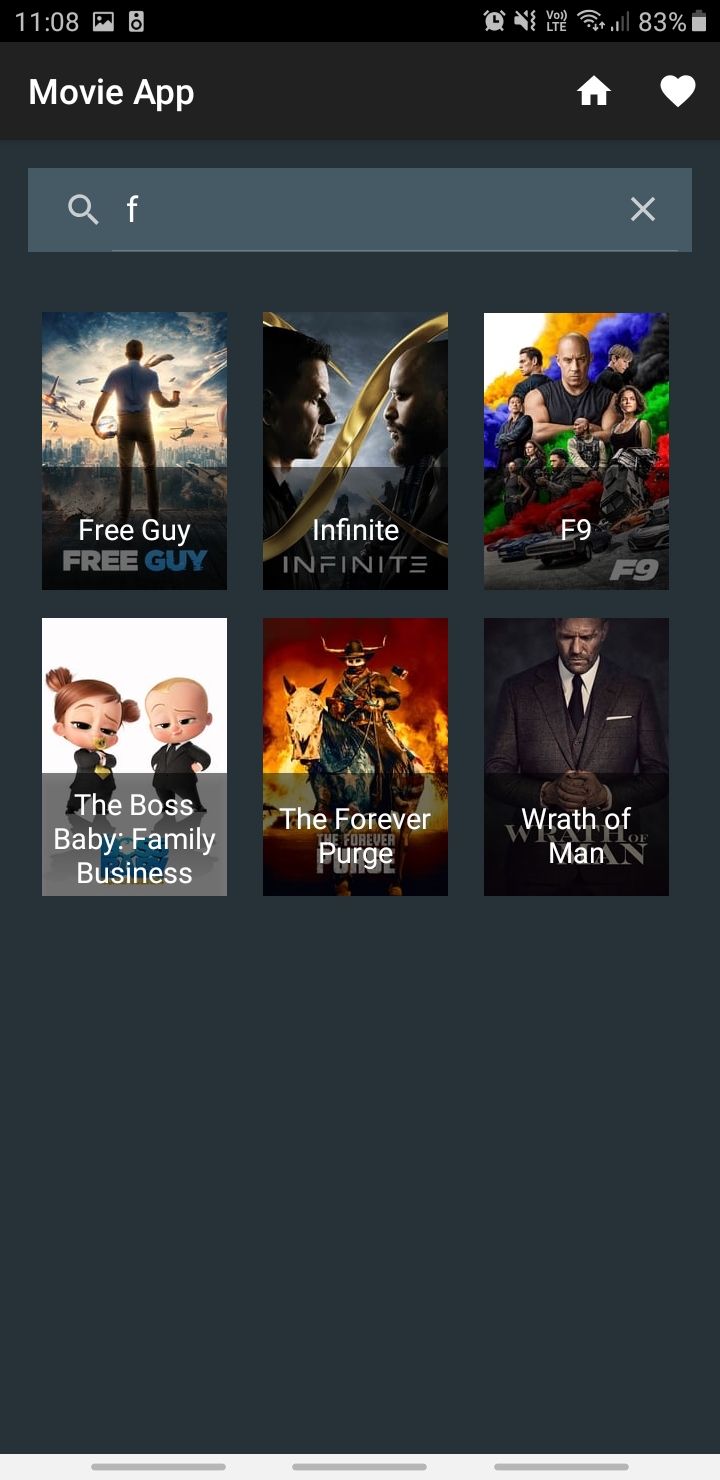 11:08 Vo)) LTE 83%
Movie App
f
Free Guy
FREE GUY
Infinite
INFINITE
F9
F9
The Boss
Baby: Family
Business
The Forever
Purge
THE FOREVER
PURGE
Wrath of
Man
WRATH OF
MAN